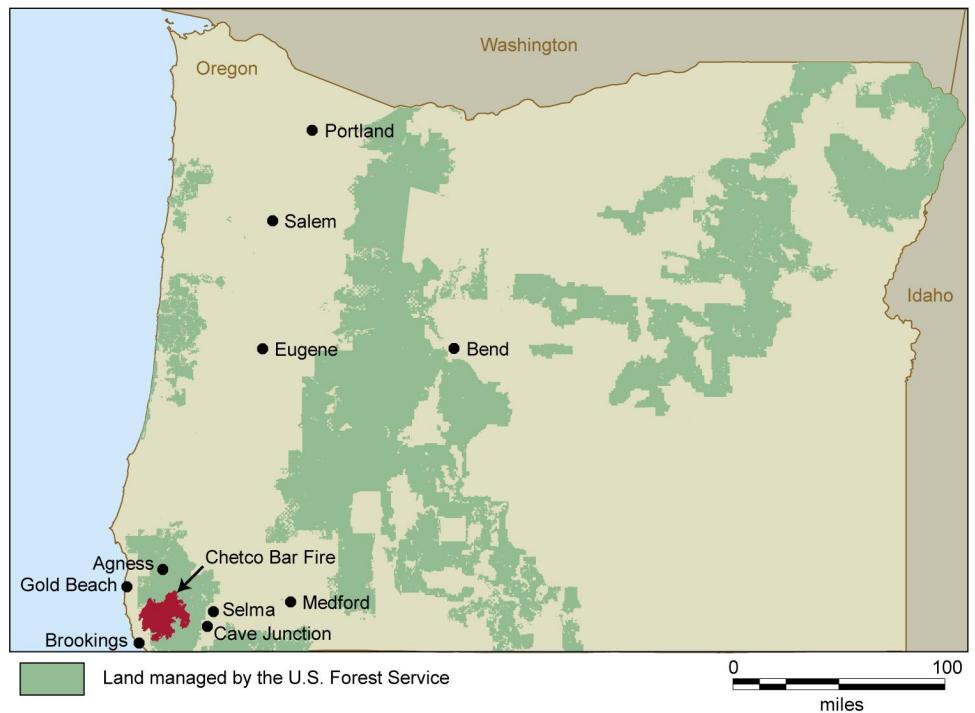 Washington
Oregon
Portland
Salem
Idaho
Eugene
Bend
Chetco Bar Fire
Agness
Gold Beach
Medford
Selma
Cave Junction
Brookings
Land managed by the U.S. Forest Service
0 100
miles